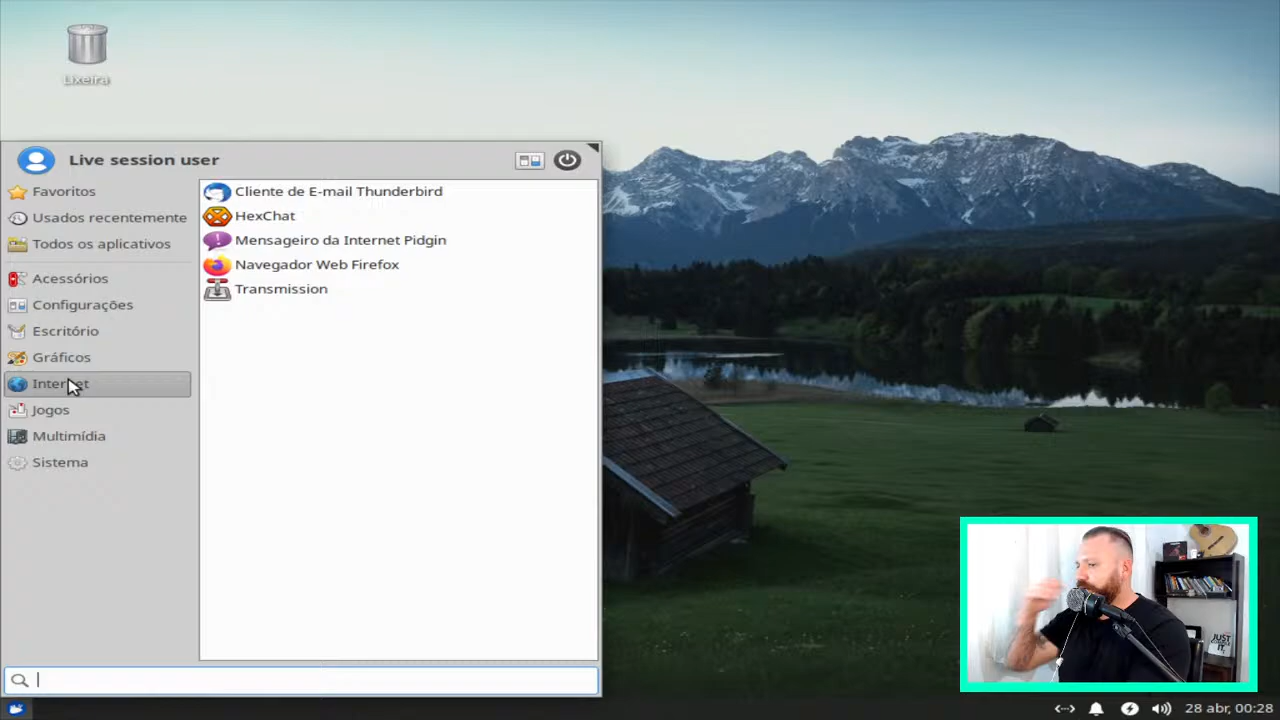 Lixeira
Live session user
Favoritos
Usados recentemente
Todos os aplicativos
Acessórios
Configurações
Escritório
Gráficos
Internet
Jogos
Multimídia
Sistema
Cliente de E-mail Thunderbird
HexChat
Mensageiro da Internet Pidgin
Navegador Web Firefox
Transmission
JUST
28 abr, 00:28